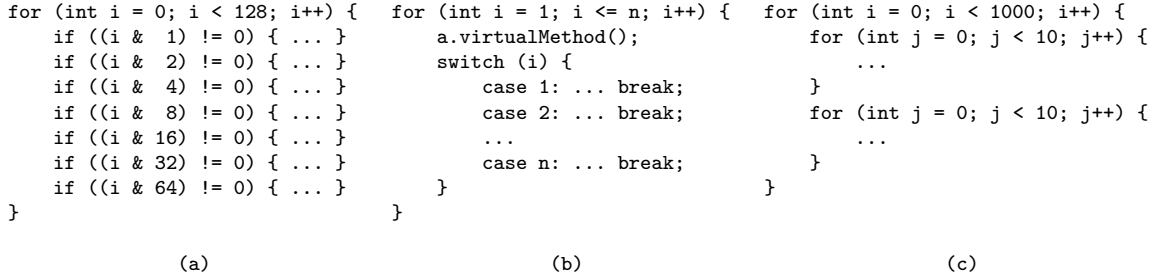 for (int i = 0; i < 128; i++) {
    if ((i &  1) != 0) { ... }
    if ((i &  2) != 0) { ... }
    if ((i &  4) != 0) { ... }
    if ((i &  8) != 0) { ... }
    if ((i & 16) != 0) { ... }
    if ((i & 32) != 0) { ... }
    if ((i & 64) != 0) { ... }
}
(a)
for (int i = 1; i <= n; i++) {
    a.virtualMethod();
    switch (i) {
        case 1: ... break;
        case 2: ... break;
        ...
        case n: ... break;
    }
}
(b)
for (int i = 0; i < 1000; i++) {
    for (int j = 0; j < 10; j++) {
        ...
    }
    for (int j = 0; j < 10; j++) {
        ...
    }
}
(c)